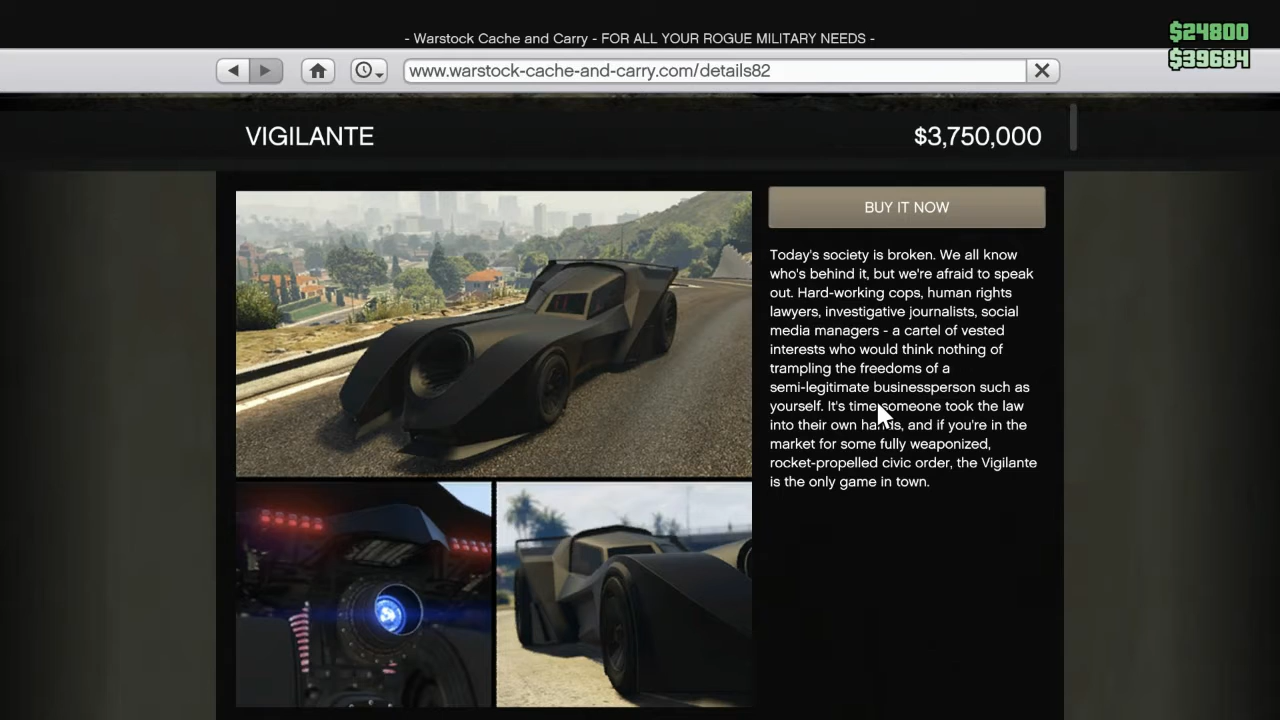 - Warstock Cache and Carry - FOR ALL YOUR ROGUE MILITARY NEEDS -
$24800
$39684
www.warstock-cache-and-carry.com/details82
VIGILANTE
$3,750,000
BUY IT NOW
Today's society is broken. We all know
who's behind it, but we're afraid to speak
out. Hard-working cops, human rights
lawyers, investigative journalists, social
media managers - a cartel of vested
interests who would think nothing of
trampling the freedoms of a
semi-legitimate businessperson such as
yourself. It's time someone took the law
into their own hands, and if you're in the
market for some fully weaponized,
rocket-propelled civic order, the Vigilante
is the only game in town.